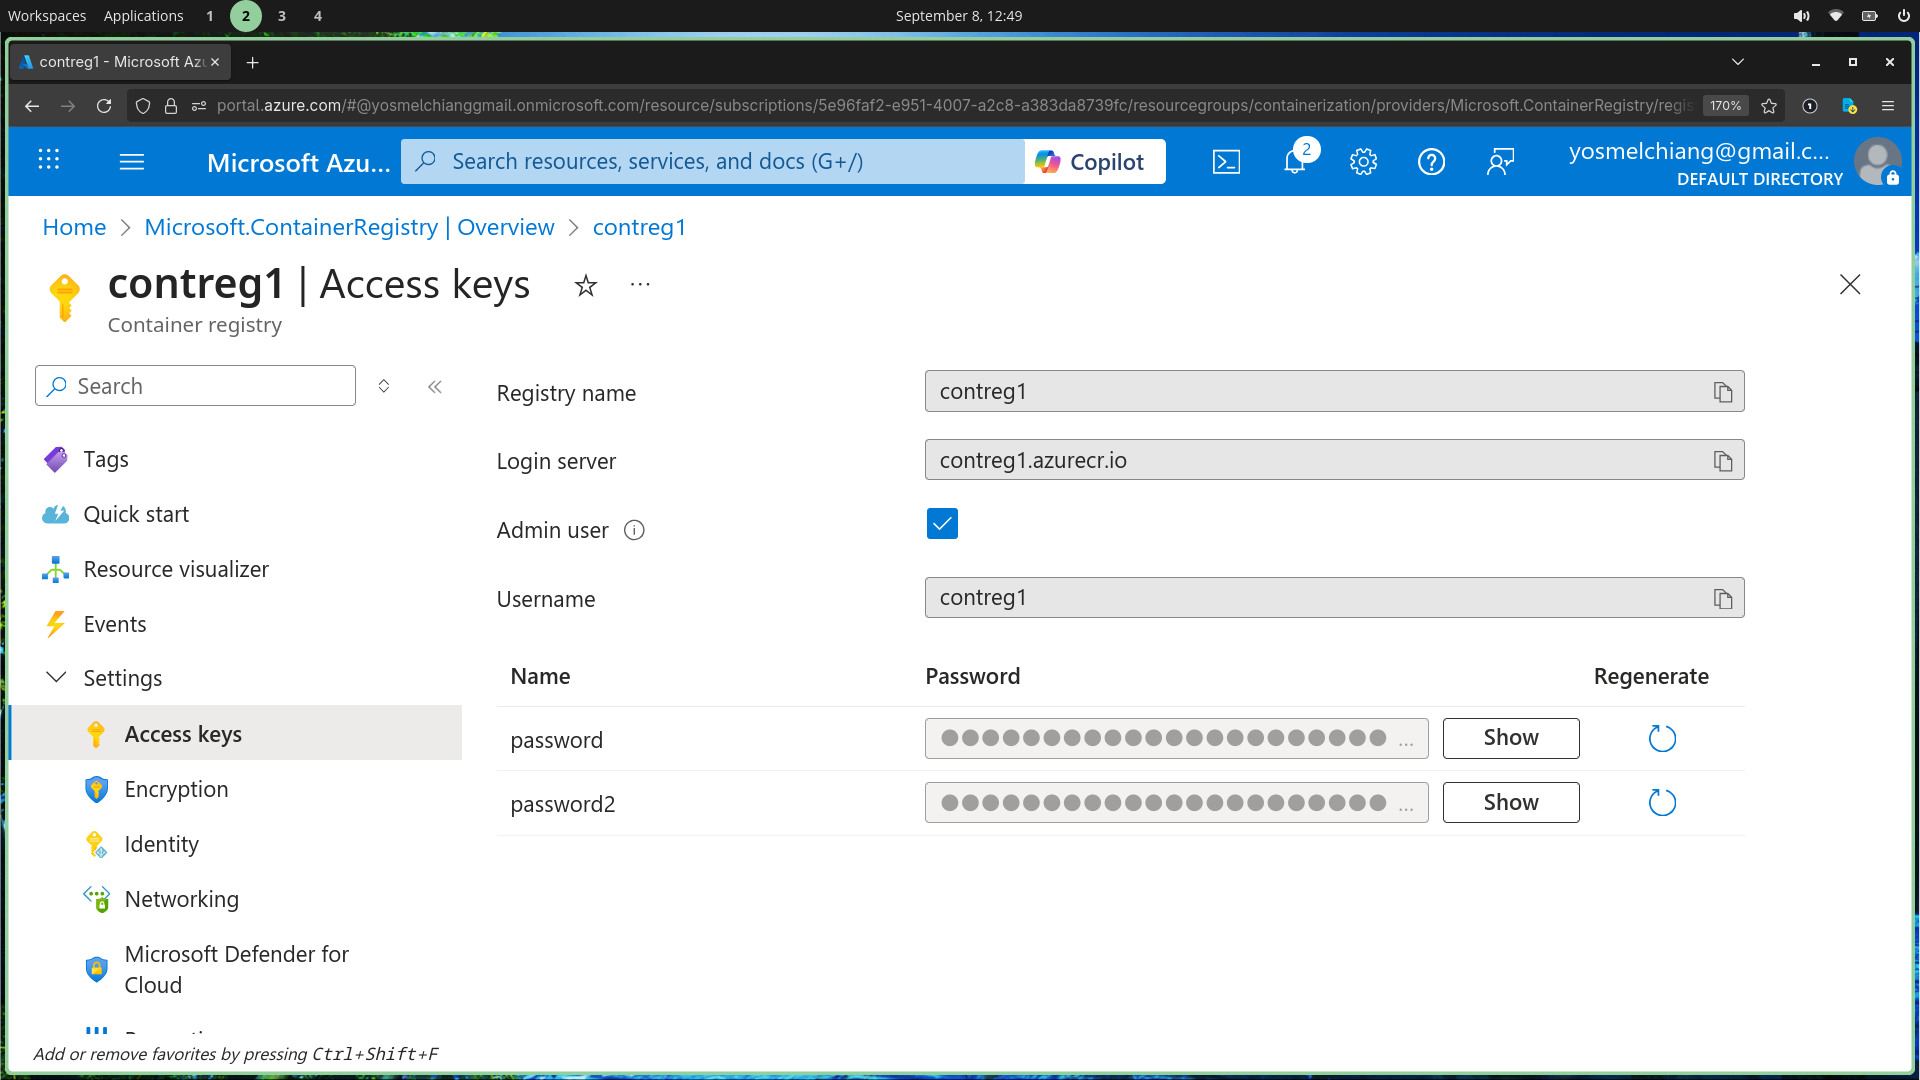 Workspaces Applications 1 2 3 4 September 8, 12:49
contreg1 - Microsoft Az
portal.azure.com/#@yosmelchianggmail.onmicrosoft.com/resource/subscriptions/5e96faf2-e951-4007-a2c8-a383da8739fc/resourcegroups/containerization/providers/Microsoft.ContainerRegistry/regis 170%
Microsoft Azu... Search resources, services, and docs (G+/) Copilot 2 yosmelchiang@gmail.c...
DEFAULT DIRECTORY
Home > Microsoft.ContainerRegistry | Overview > contreg1
contreg1 | Access keys ...
Container registry
Search
Tags
Quick start
Resource visualizer
Events
Settings
Access keys
Encryption
Identity
Networking
Microsoft Defender for
Cloud
Add or remove favorites by pressing Ctrl+Shift+F
Registry name contreg1
Login server contreg1.azurecr.io
Admin user
Username contreg1
Name Password Regenerate
password ●●●●●●●●●●●●●●●●●●●●●● ... Show
password2 ●●●●●●●●●●●●●●●●●●●●●● ... Show